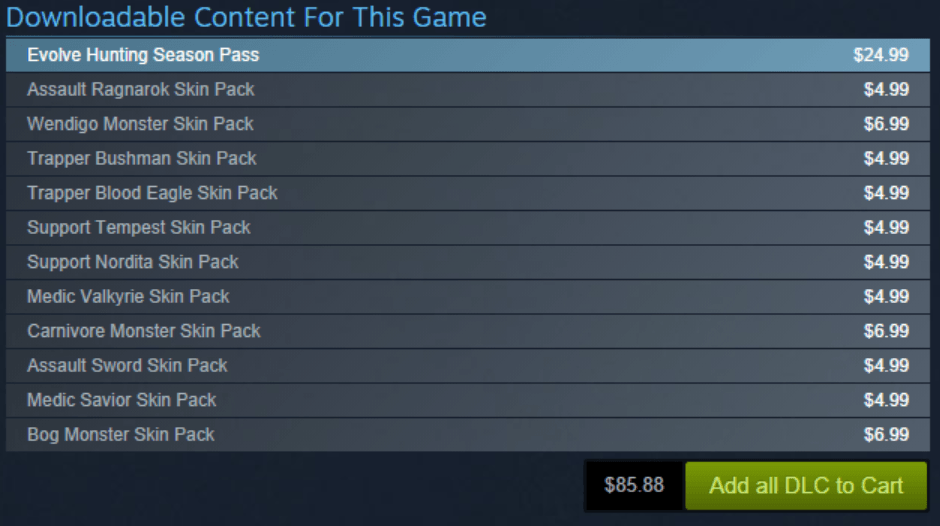 Downloadable Content For This Game
Evolve Hunting Season Pass $24.99
Assault Ragnarok Skin Pack $4.99
Wendigo Monster Skin Pack $6.99
Trapper Bushman Skin Pack $4.99
Trapper Blood Eagle Skin Pack $4.99
Support Tempest Skin Pack $4.99
Support Nordita Skin Pack $4.99
Medic Valkyrie Skin Pack $4.99
Carnivore Monster Skin Pack $6.99
Assault Sword Skin Pack $4.99
Medic Savior Skin Pack $4.99
Bog Monster Skin Pack $6.99
$85.88 Add all DLC to Cart